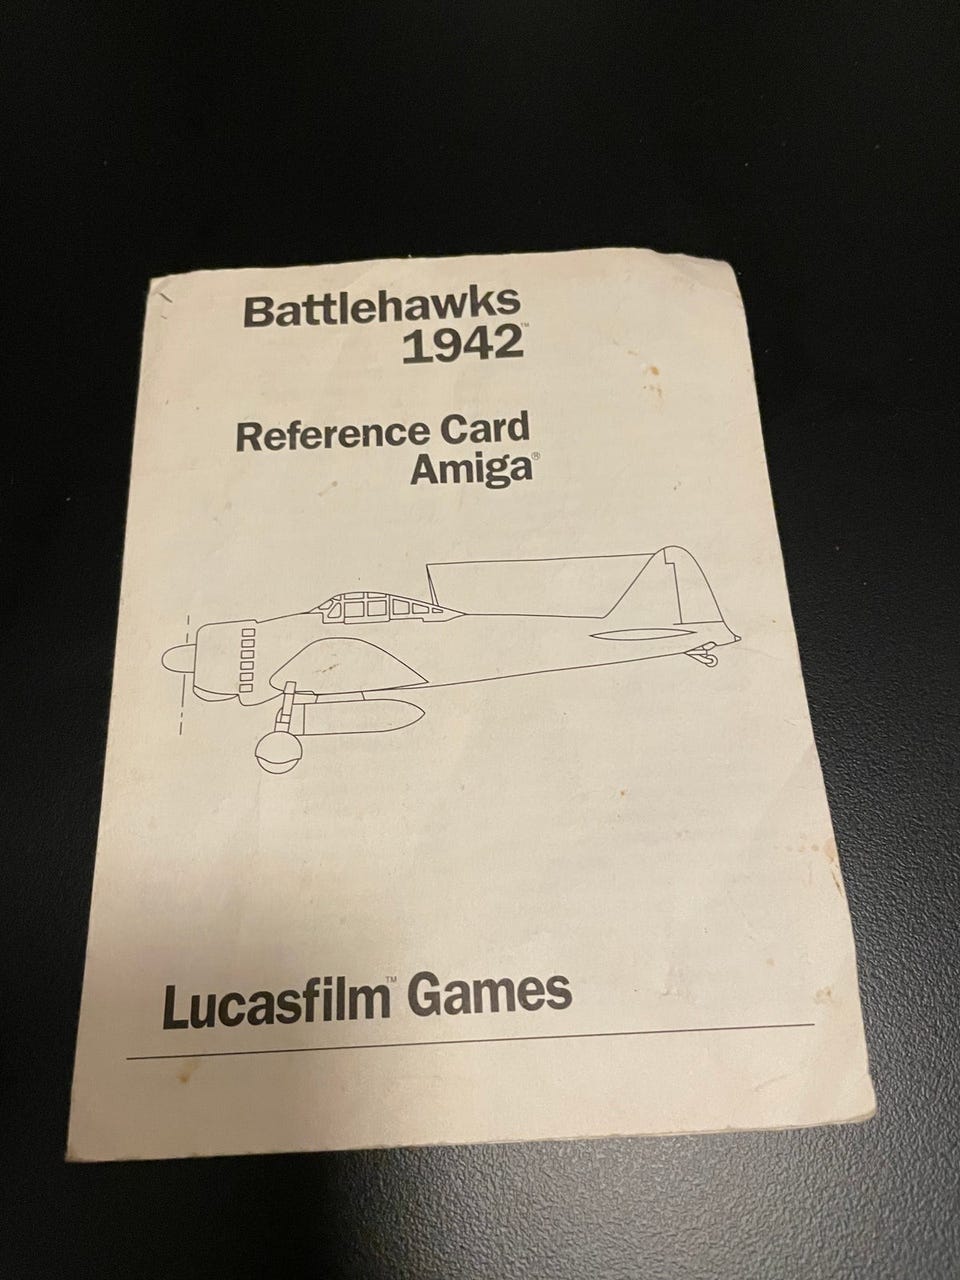 Battlehawks
1942™
Reference Card
Amiga®
Lucasfilm™ Games